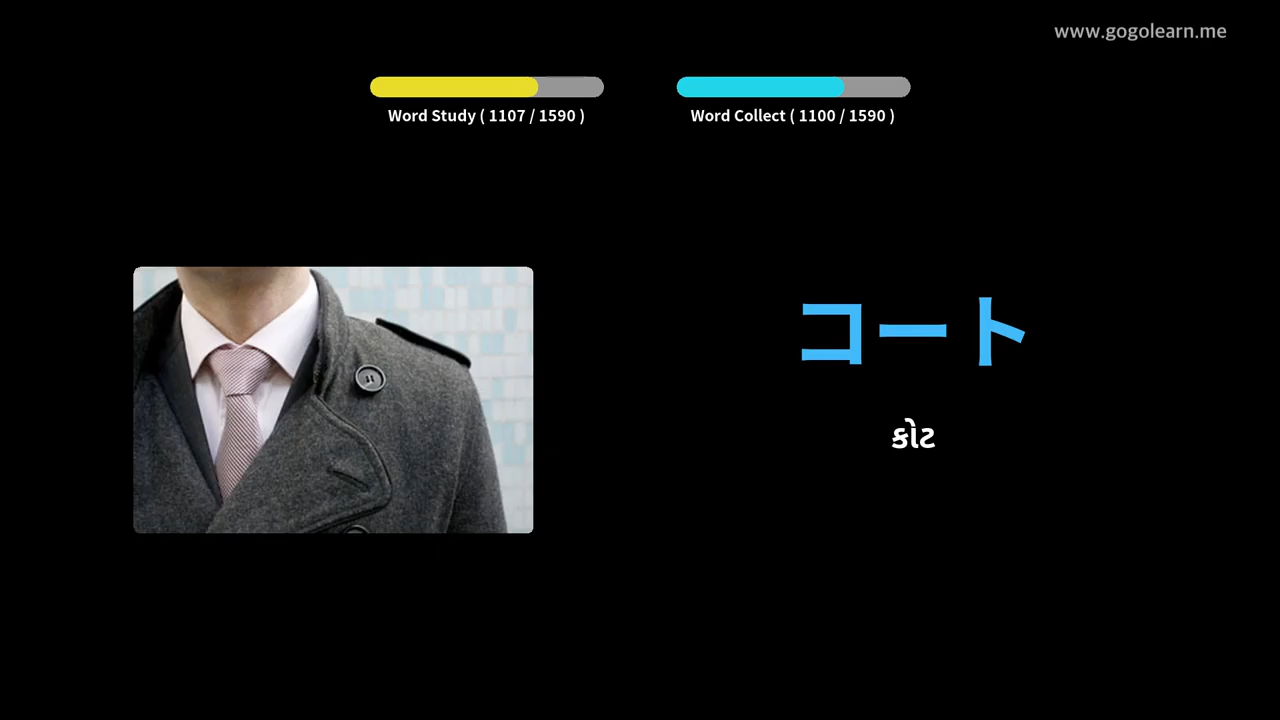 www.gogolearn.me
Word Study ( 1107 / 1590 )
Word Collect ( 1100 / 1590 )
コート
કોટ